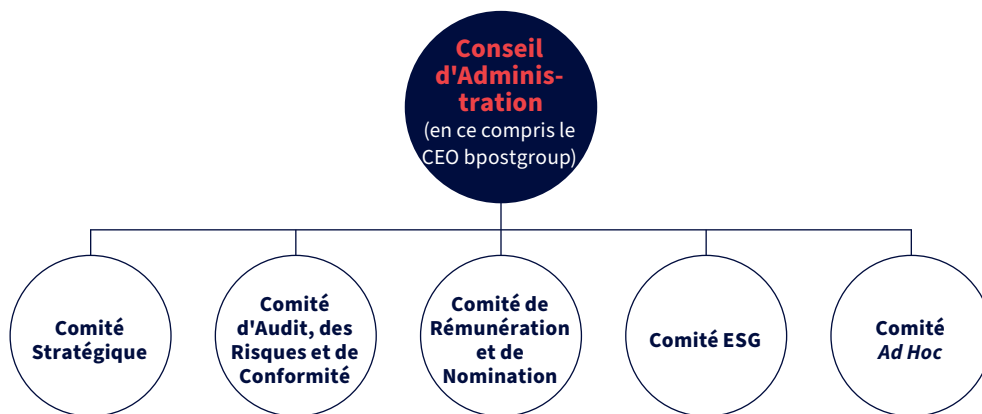 Conseil
d'Adminis-
tration
(en ce compris le
CEO bpostgroup)
Comité
Stratégique
Comité
d'Audit, des
Risques et de
Conformité
Comité de
Rémunération
et de
Nomination
Comité ESG
Comité
Ad Hoc